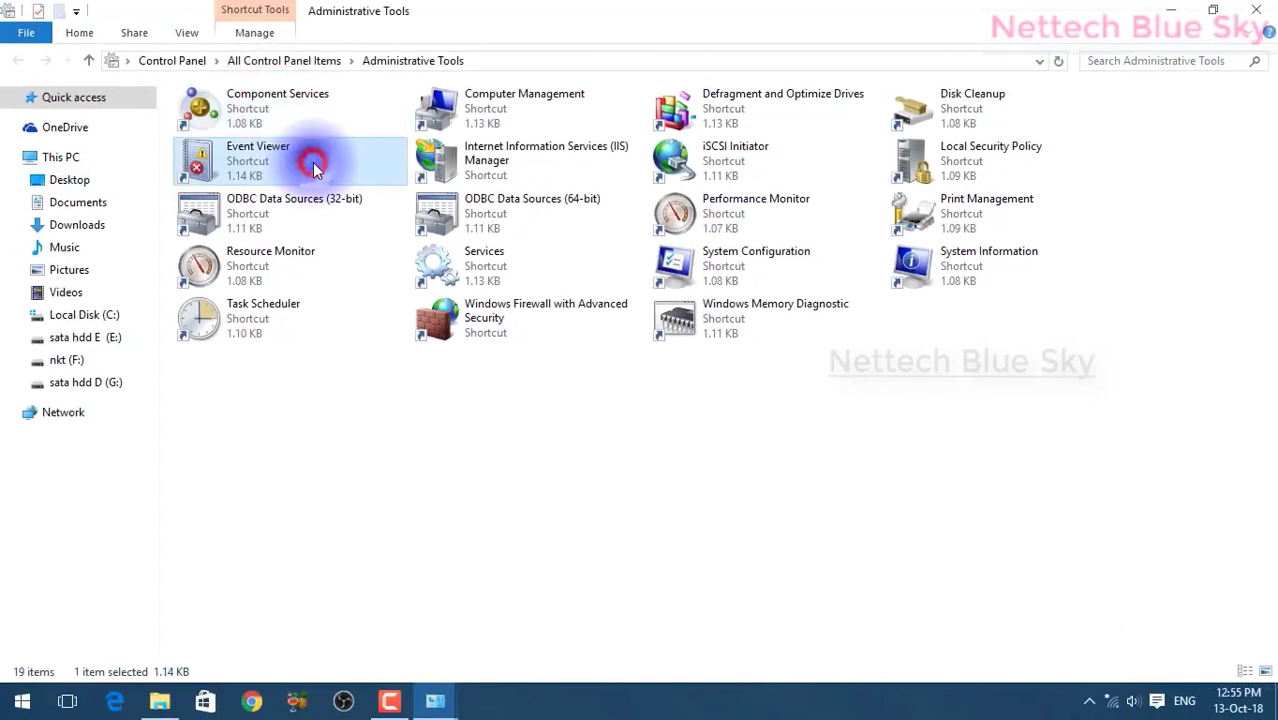 Shortcut Tools
Administrative Tools
Nettech Blue Sky
File
Home
Share
View
Manage
Control Panel
All Control Panel Items
Administrative Tools
Search Administrative Tools
Quick access
OneDrive
This PC
Desktop
Documents
Downloads
Music
Pictures
Videos
Local Disk (C:)
sata hdd E (E:)
nkt (F:)
sata hdd D (G:)
Network
Component Services
Shortcut
1.08 KB
Computer Management
Shortcut
1.13 KB
Defragment and Optimize Drives
Shortcut
1.13 KB
Disk Cleanup
Shortcut
1.08 KB
Event Viewer
Shortcut
1.14 KB
Internet Information Services (IIS)
Manager
Shortcut
iSCSI Initiator
Shortcut
1.11 KB
Local Security Policy
Shortcut
1.09 KB
ODBC Data Sources (32-bit)
Shortcut
1.11 KB
ODBC Data Sources (64-bit)
Shortcut
1.11 KB
Performance Monitor
Shortcut
1.07 KB
Print Management
Shortcut
1.09 KB
Resource Monitor
Shortcut
1.08 KB
Services
Shortcut
1.13 KB
System Configuration
Shortcut
1.08 KB
System Information
Shortcut
1.08 KB
Task Scheduler
Shortcut
1.10 KB
Windows Firewall with Advanced
Security
Shortcut
Windows Memory Diagnostic
Shortcut
1.11 KB
Nettech Blue Sky
19 items
1 item selected 1.14 KB
ENG
12:55 PM
13-Oct-18